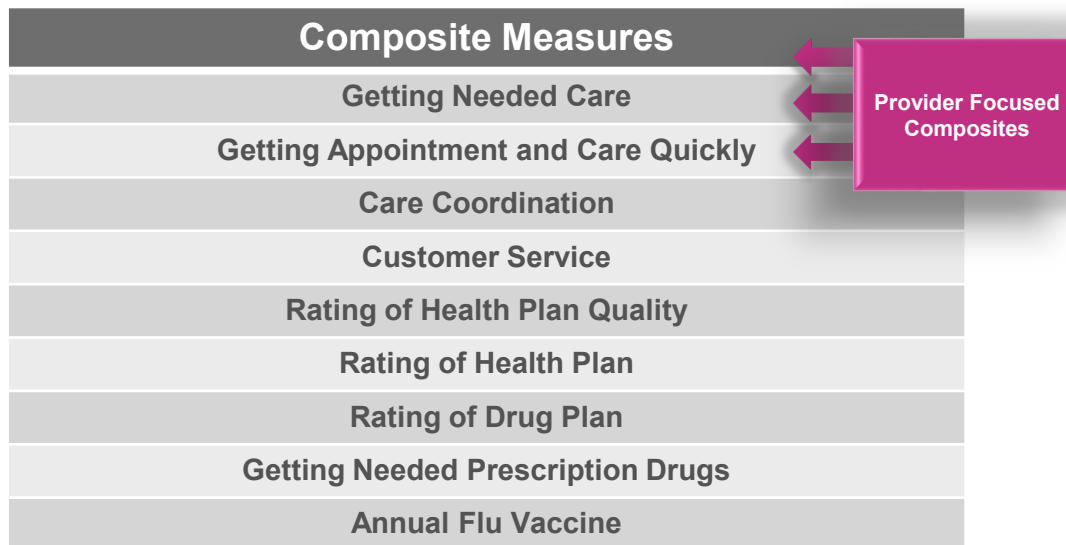 Composite Measures
Getting Needed Care
Getting Appointment and Care Quickly
Care Coordination
Customer Service
Rating of Health Plan Quality
Rating of Health Plan
Rating of Drug Plan
Getting Needed Prescription Drugs
Annual Flu Vaccine
Provider Focused
Composites